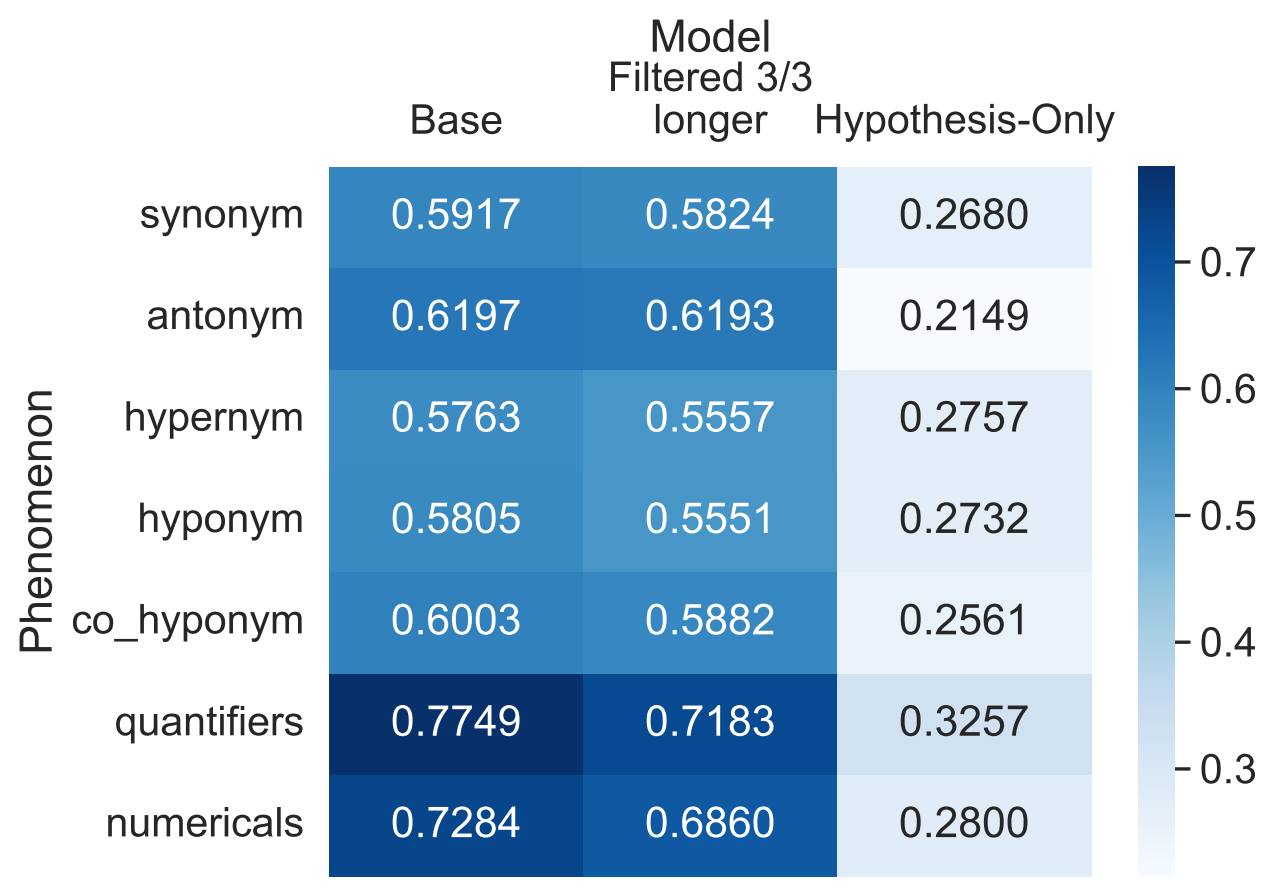 Model
Filtered 3/3
Base longer Hypothesis-Only
Phenomenon
synonym 0.5917 0.5824 0.2680
antonym 0.6197 0.6193 0.2149
hypernym 0.5763 0.5557 0.2757
hyponym 0.5805 0.5551 0.2732
co_hyponym 0.6003 0.5882 0.2561
quantifiers 0.7749 0.7183 0.3257
numericals 0.7284 0.6860 0.2800
0.7
0.6
0.5
0.4
0.3